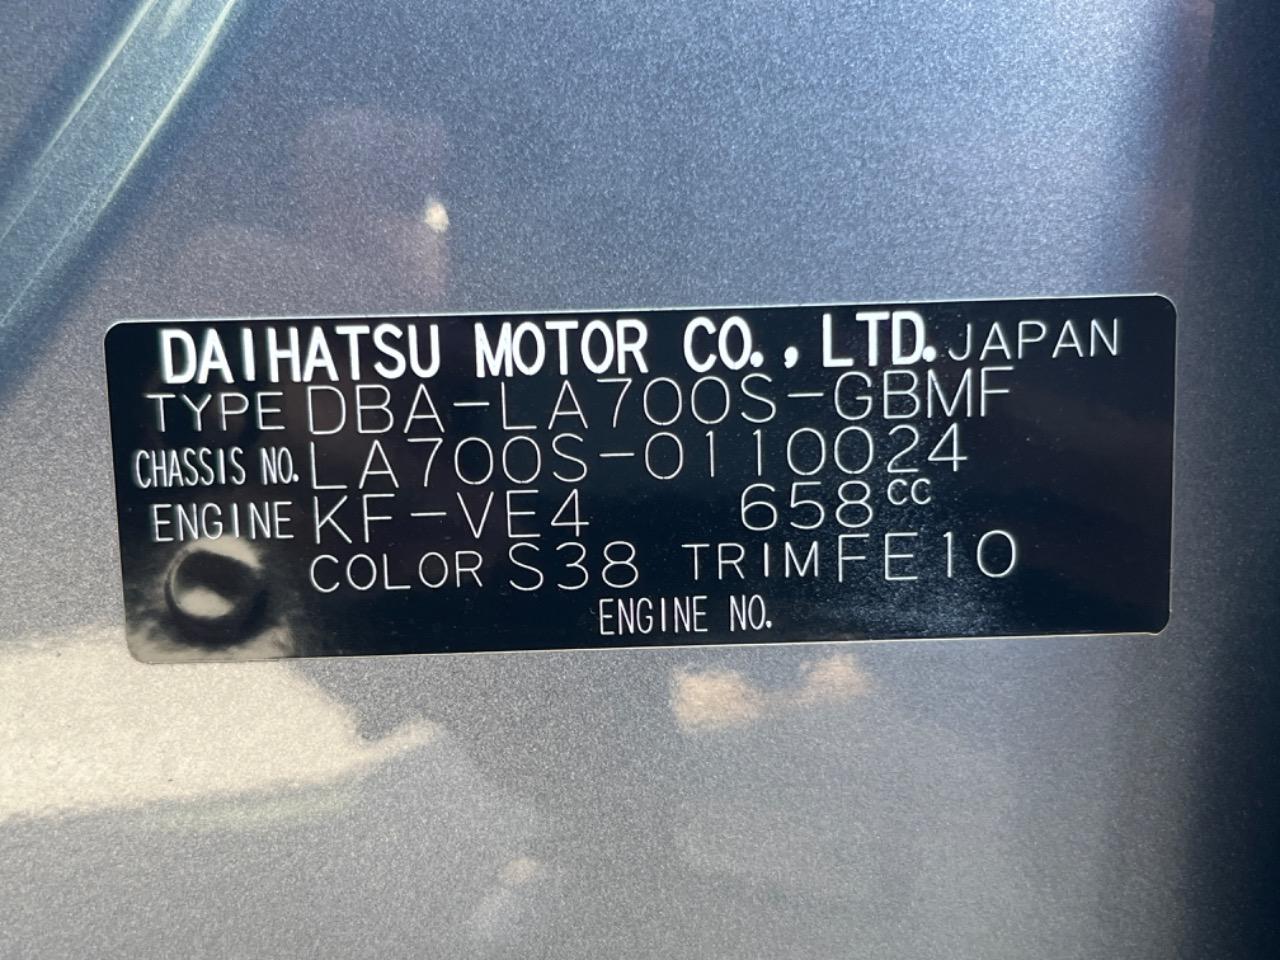 DAIHATSU MOTOR CO., LTD. JAPAN
TYPE DBA-LA700S-GBMF
CHASSIS NO. LA700S-0110024
ENGINE KF-VE4 658cc
COLOR S38 TRIM FE10
ENGINE NO.